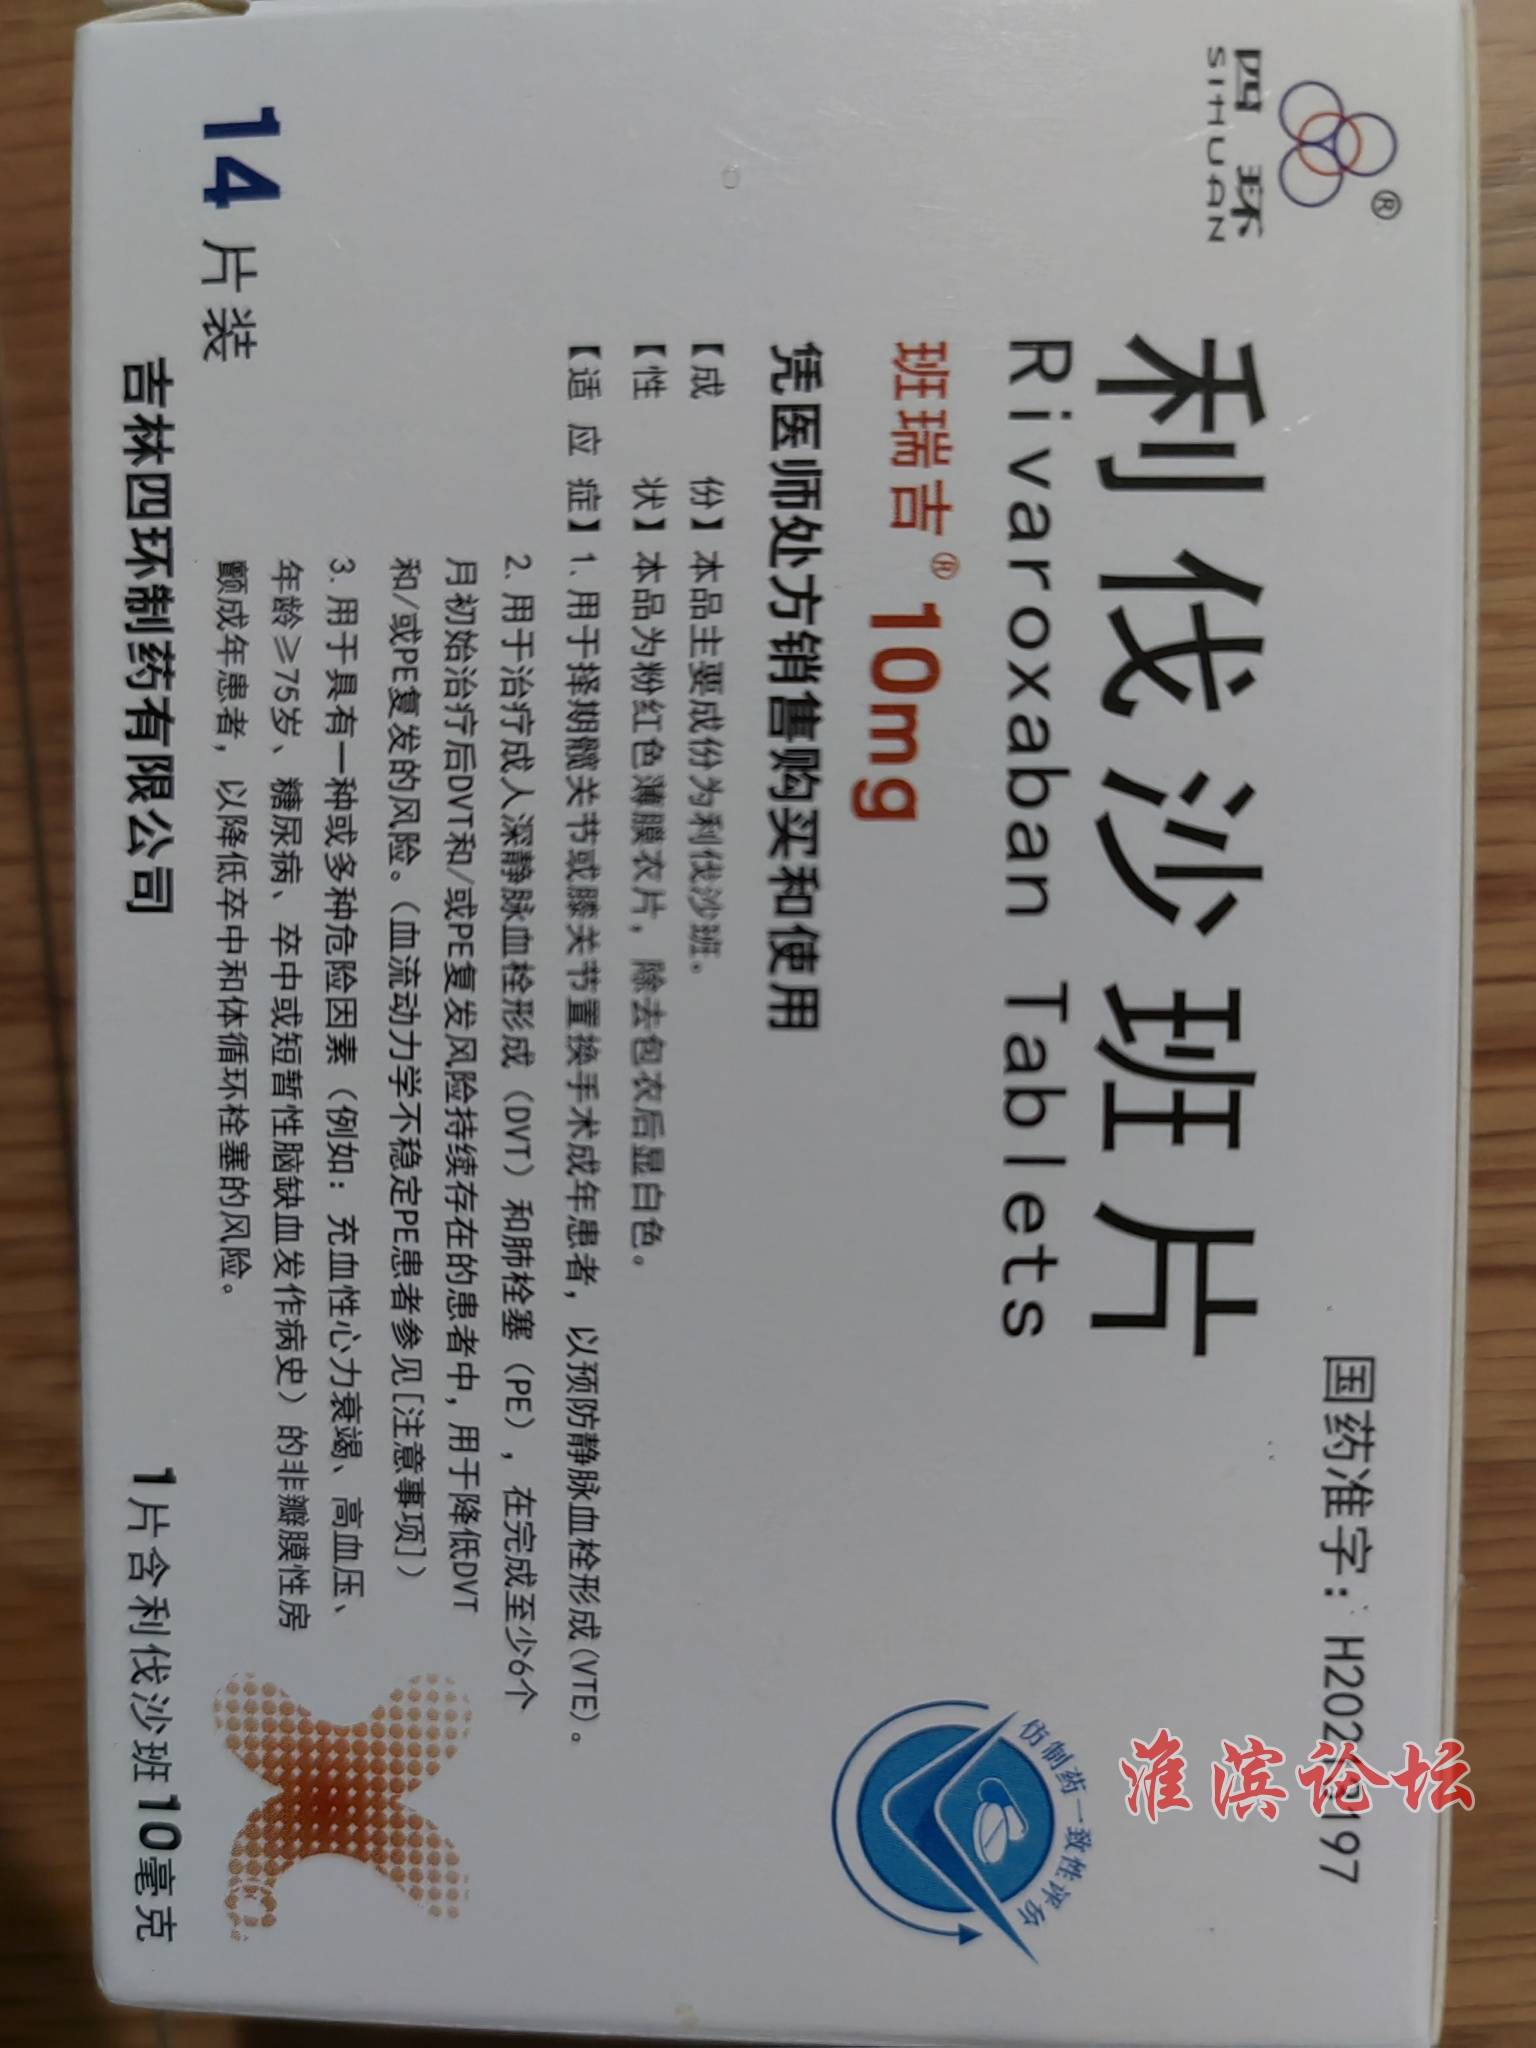 四环®
SIHUAN
国药准字：H202
197
利伐沙班片
Rivaroxaban Tablets
班瑞吉® 10mg
仿制药一致性评价
凭医师处方销售购买和使用
【成 份】本品主要成份为利伐沙班。
【性 状】本品为粉红色薄膜衣片，除去包衣后显白色。
【适应症】1.用于择期髋关节或膝关节置换手术成年患者，以预防静脉血栓形成(VTE)。
2.用于治疗成人深静脉血栓形成（DVT）和肺栓塞（PE），在完成至少6个
月初始治疗后DVT和/或PE复发风险持续存在的患者中，用于降低DVT
和/或PE复发的风险。（血流动力学不稳定PE患者参见[注意事项]）
3.用于具有一种或多种危险因素（例如：充血性心力衰竭、高血压、
年龄≥75岁、糖尿病、卒中或短暂性脑缺血发作病史）的非瓣膜性房
颤成年患者，以降低卒中和体循环栓塞的风险。
14片装
吉林四环制药有限公司
1片含利伐沙班10毫克
淮滨论坛